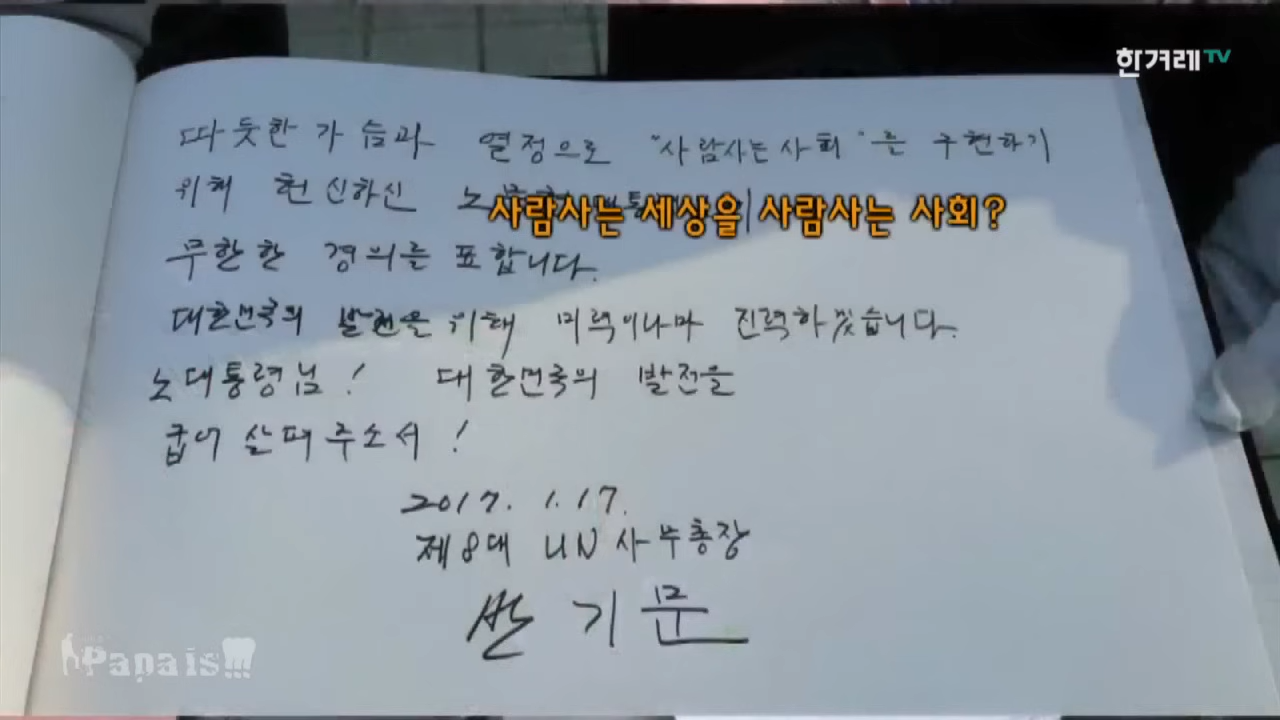 한겨레TV
따뜻한 가슴과 열정으로 "사람사는 사회"를 구현하기
위해 헌신하신 노
사람사는 세상을 사람사는 사회?
무한한 경의를 표합니다.
대한민국의 발전을 위해 미력이나마 진력하겠습니다.
노대통령님! 대한민국의 발전을
굽어 살펴주소서!
2017. 1. 17.
제8대 UN사무총장
반기문
Papa is!!!